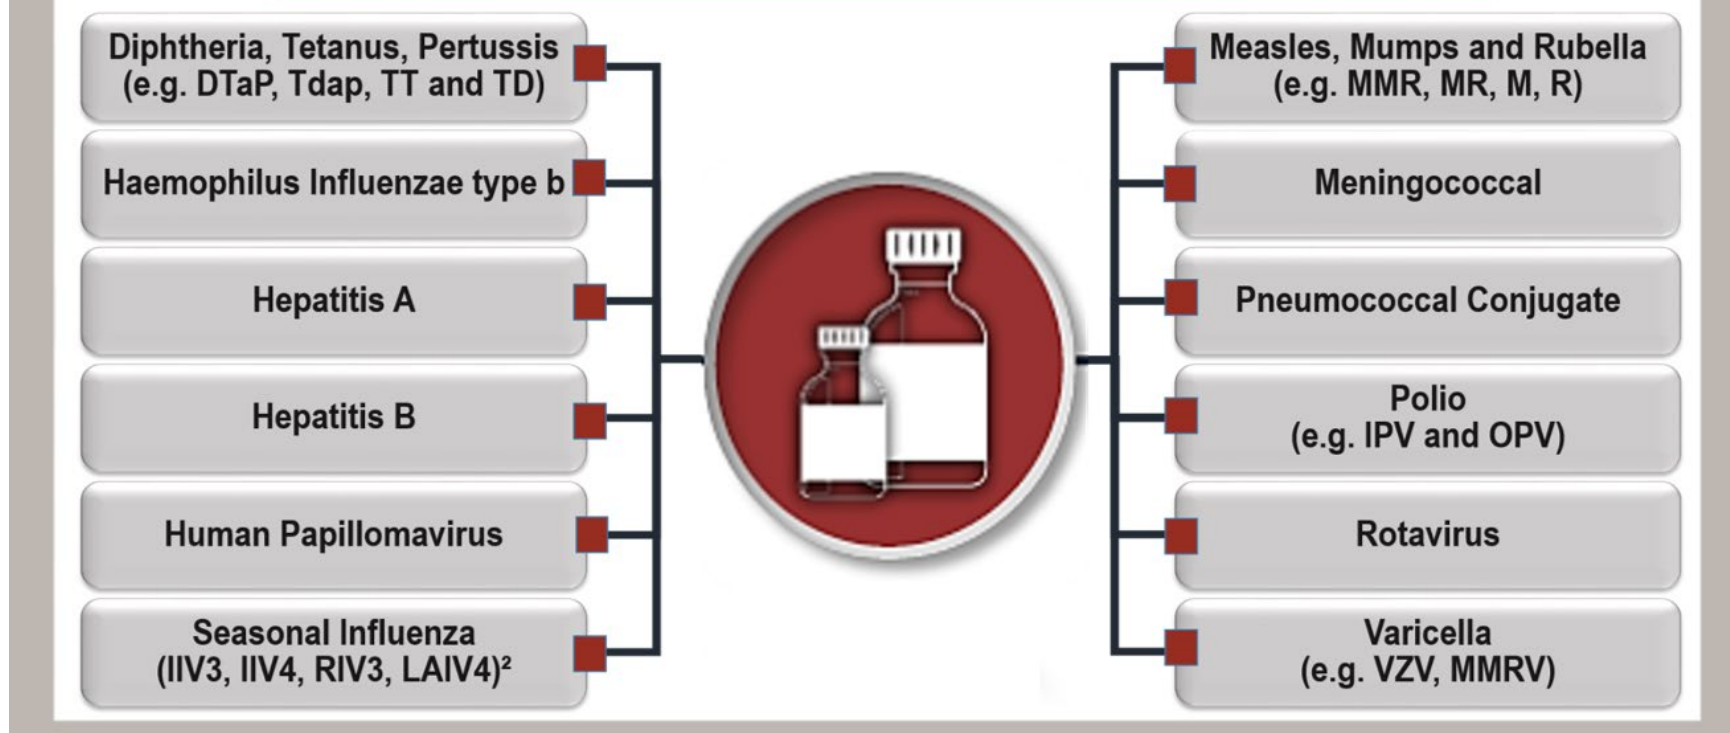 Diphtheria, Tetanus, Pertussis
(e.g. DTaP, Tdap, TT and TD)
Haemophilus Influenzae type b
Hepatitis A
Hepatitis B
Human Papillomavirus
Seasonal Influenza
(IIV3, IIV4, RIV3, LAIV4)²
Measles, Mumps and Rubella
(e.g. MMR, MR, M, R)
Meningococcal
Pneumococcal Conjugate
Polio
(e.g. IPV and OPV)
Rotavirus
Varicella
(e.g. VZV, MMRV)